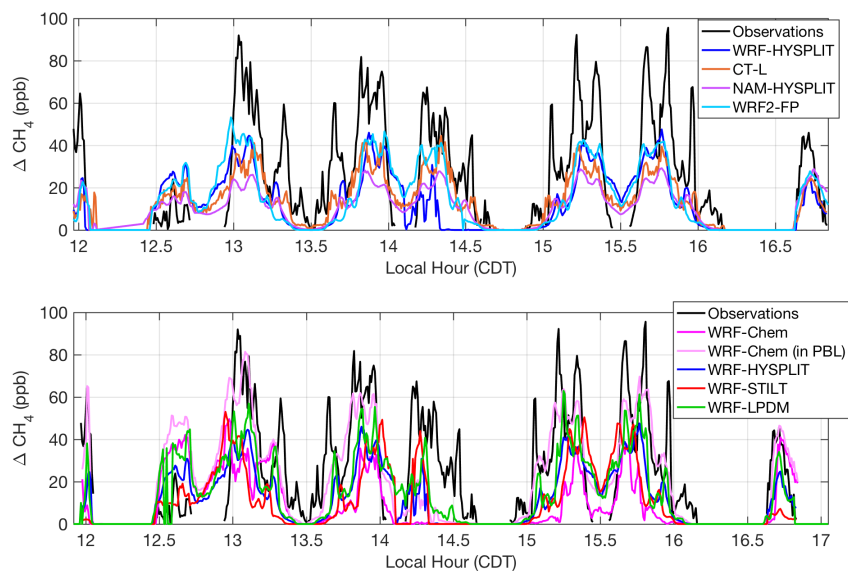 100
80
60
40
20
0
Δ CH4 (ppb)
12 12.5 13 13.5 14 14.5 15 15.5 16 16.5
Local Hour (CDT)
Observations
WRF-HYSPLIT
CT-L
NAM-HYSPLIT
WRF2-FP
100
80
60
40
20
0
Δ CH4 (ppb)
12 12.5 13 13.5 14 14.5 15 15.5 16 16.5 17
Local Hour (CDT)
Observations
WRF-Chem
WRF-Chem (in PBL)
WRF-HYSPLIT
WRF-STILT
WRF-LPDM